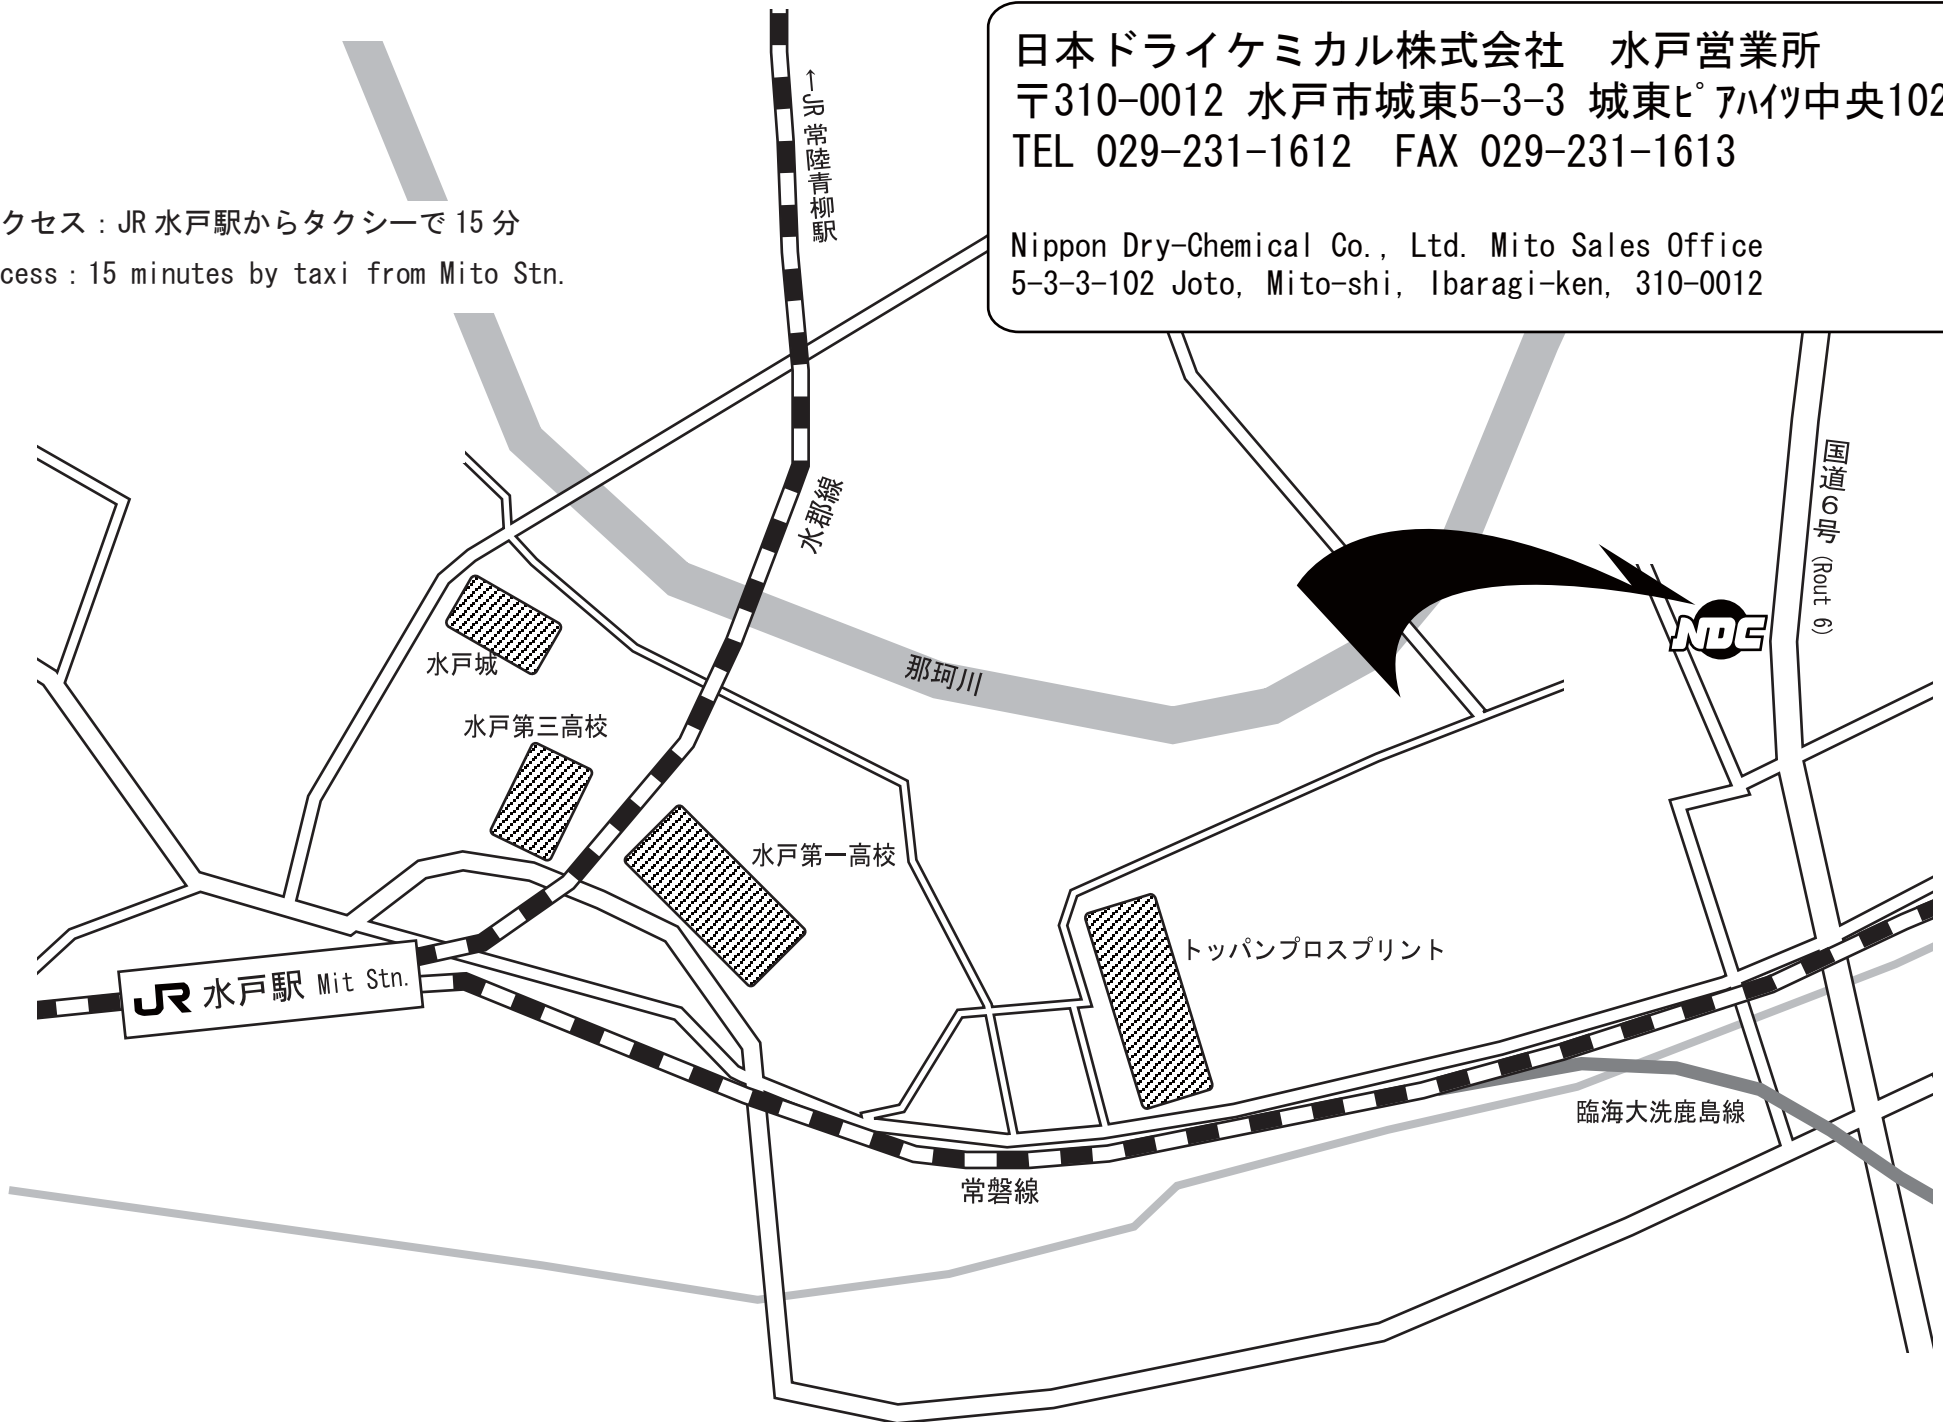 日本ドライケミカル株式会社　水戸営業所
〒310-0012 水戸市城東5-3-3 城東ﾋﾟｱﾊｲﾂ中央102
TEL 029-231-1612　FAX 029-231-1613
Nippon Dry-Chemical Co., Ltd. Mito Sales Office
5-3-3-102 Joto, Mito-shi, Ibaragi-ken, 310-0012
←JR 常陸青柳駅
クセス：JR 水戸駅からタクシーで 15 分
cess：15 minutes by taxi from Mito Stn.
国道６号 (Rout 6)
水郡線
NDC
水戸城
那珂川
水戸第三高校
水戸第一高校
トッパンプロスプリント
JR 水戸駅 Mit Stn.
臨海大洗鹿島線
常磐線